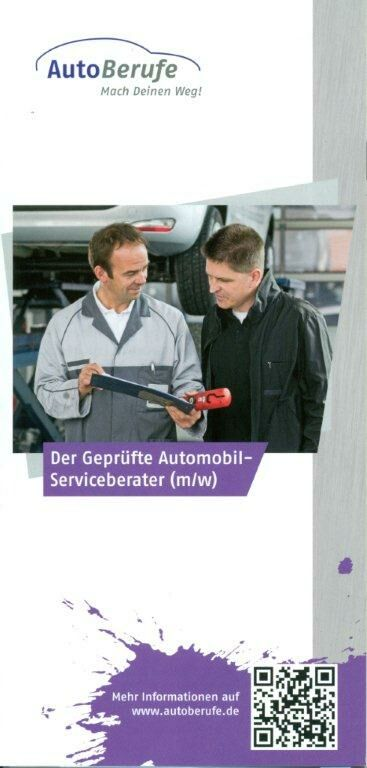 AutoBerufe
Mach Deinen Weg!
Der Geprüfte Automobil-
Serviceberater (m/w)
Mehr Informationen auf
www.autoberufe.de